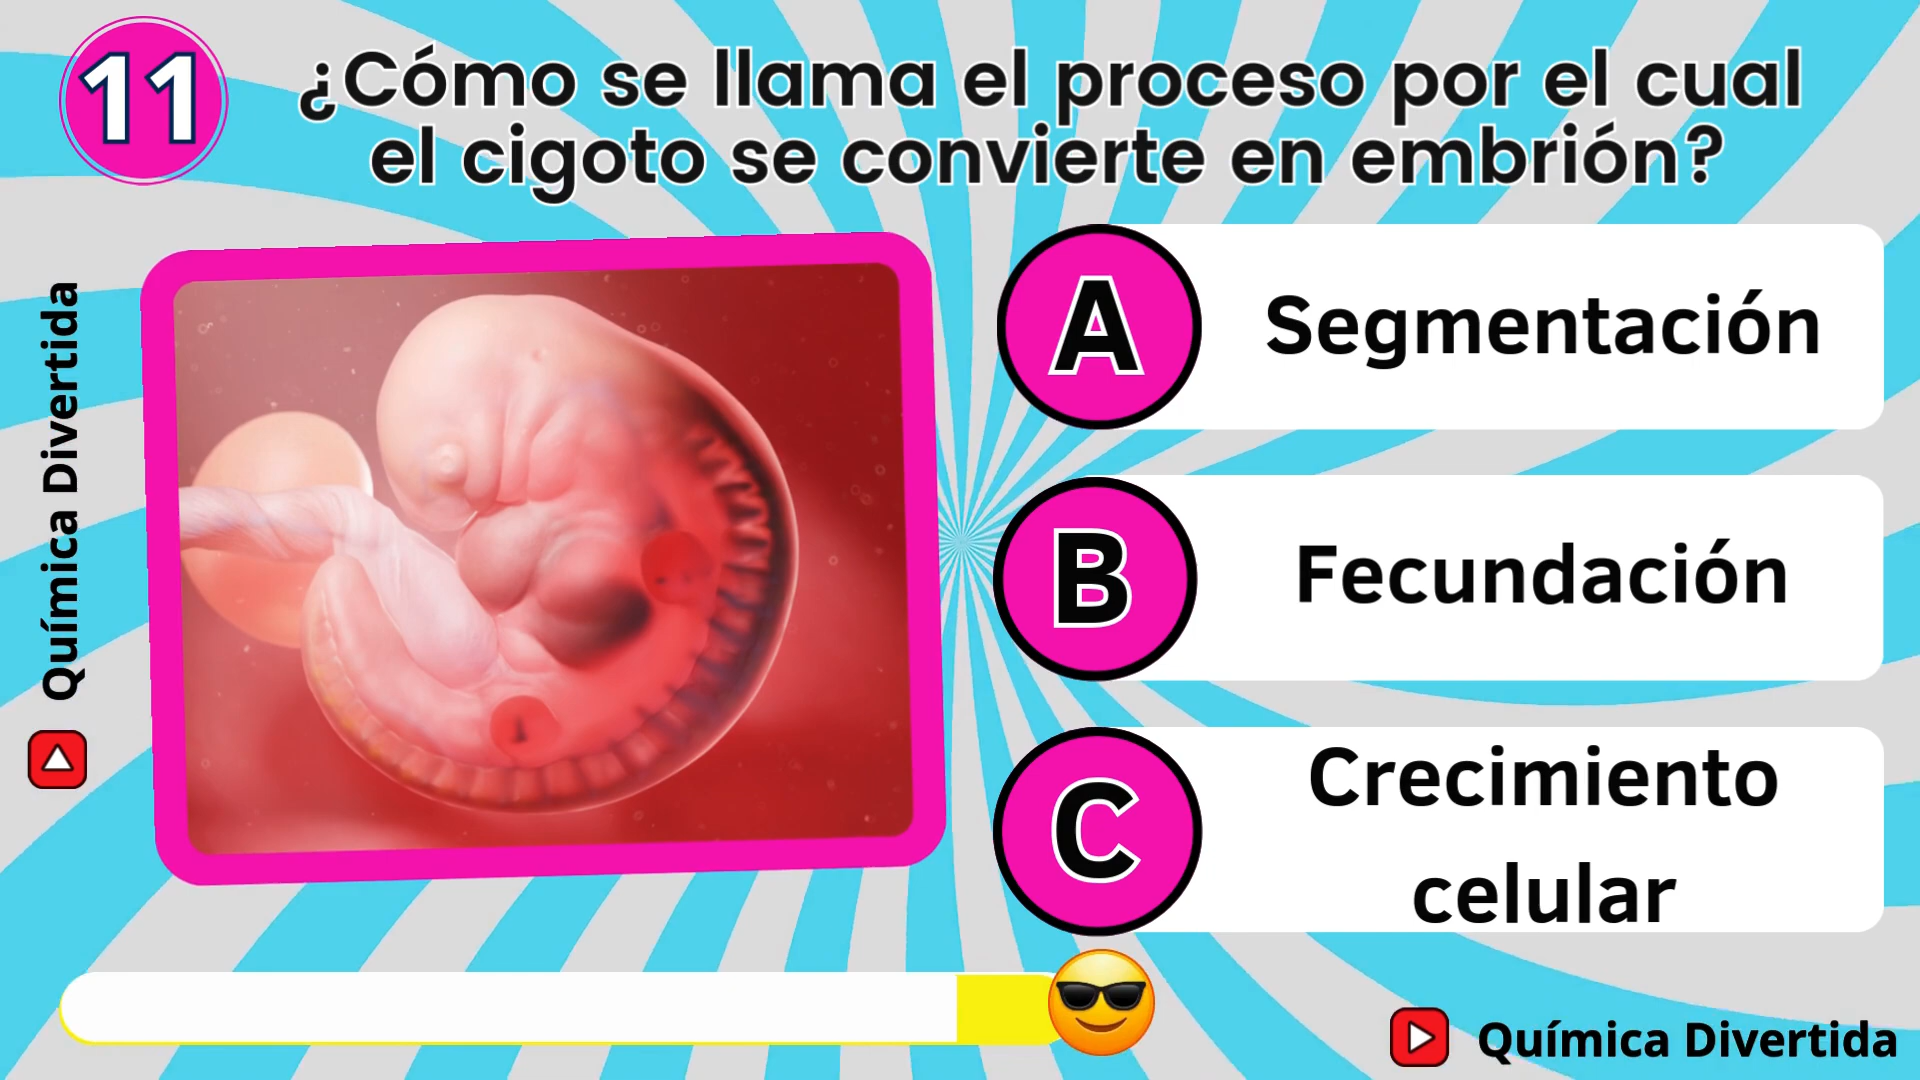 11
¿Cómo se llama el proceso por el cual
el cigoto se convierte en embrión?
Química Divertida
A
Segmentación
B
Fecundación
C
Crecimiento
celular
Química Divertida